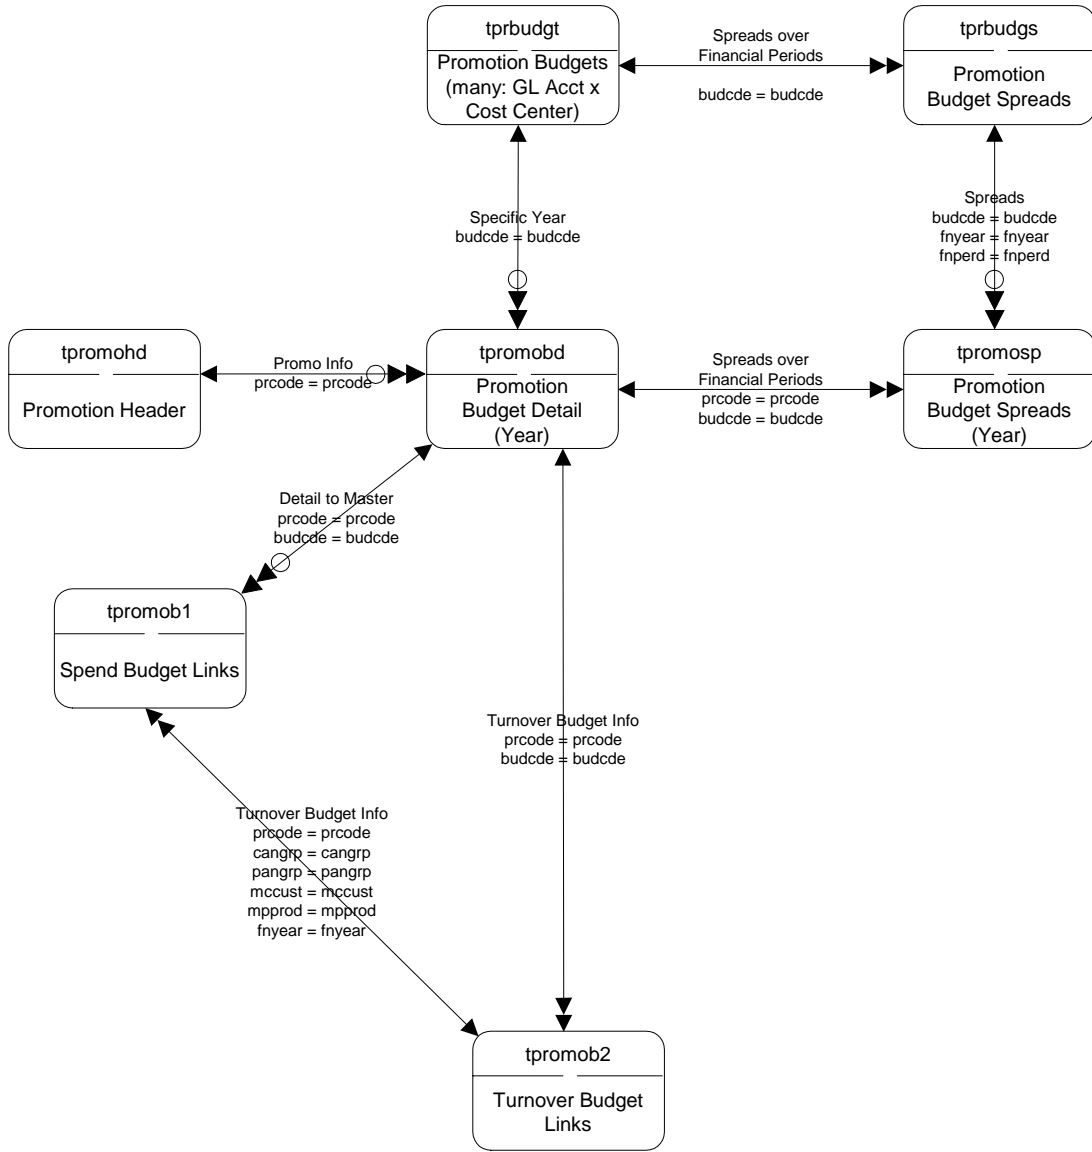 tprbudgt
Promotion Budgets
(many: GL Acct x
Cost Center)
Spreads over
Financial Periods
budcde = budcde
tprbudgs
Promotion
Budget Spreads
Specific Year
budcde = budcde
Spreads
budcde = budcde
fnyear = fnyear
fnperd = fnperd
tpromohd
Promotion Header
Promo Info
prcode = prcode
tpromobd
Promotion
Budget Detail
(Year)
Spreads over
Financial Periods
prcode = prcode
budcde = budcde
tpromosp
Promotion
Budget Spreads
(Year)
Detail to Master
prcode = prcode
budcde = budcde
tpromob1
Spend Budget Links
Turnover Budget Info
prcode = prcode
budcde = budcde
Turnover Budget Info
prcode = prcode
cangrp = cangrp
pangrp = pangrp
mccust = mccust
mpprod = mpprod
fnyear = fnyear
tpromob2
Turnover Budget
Links